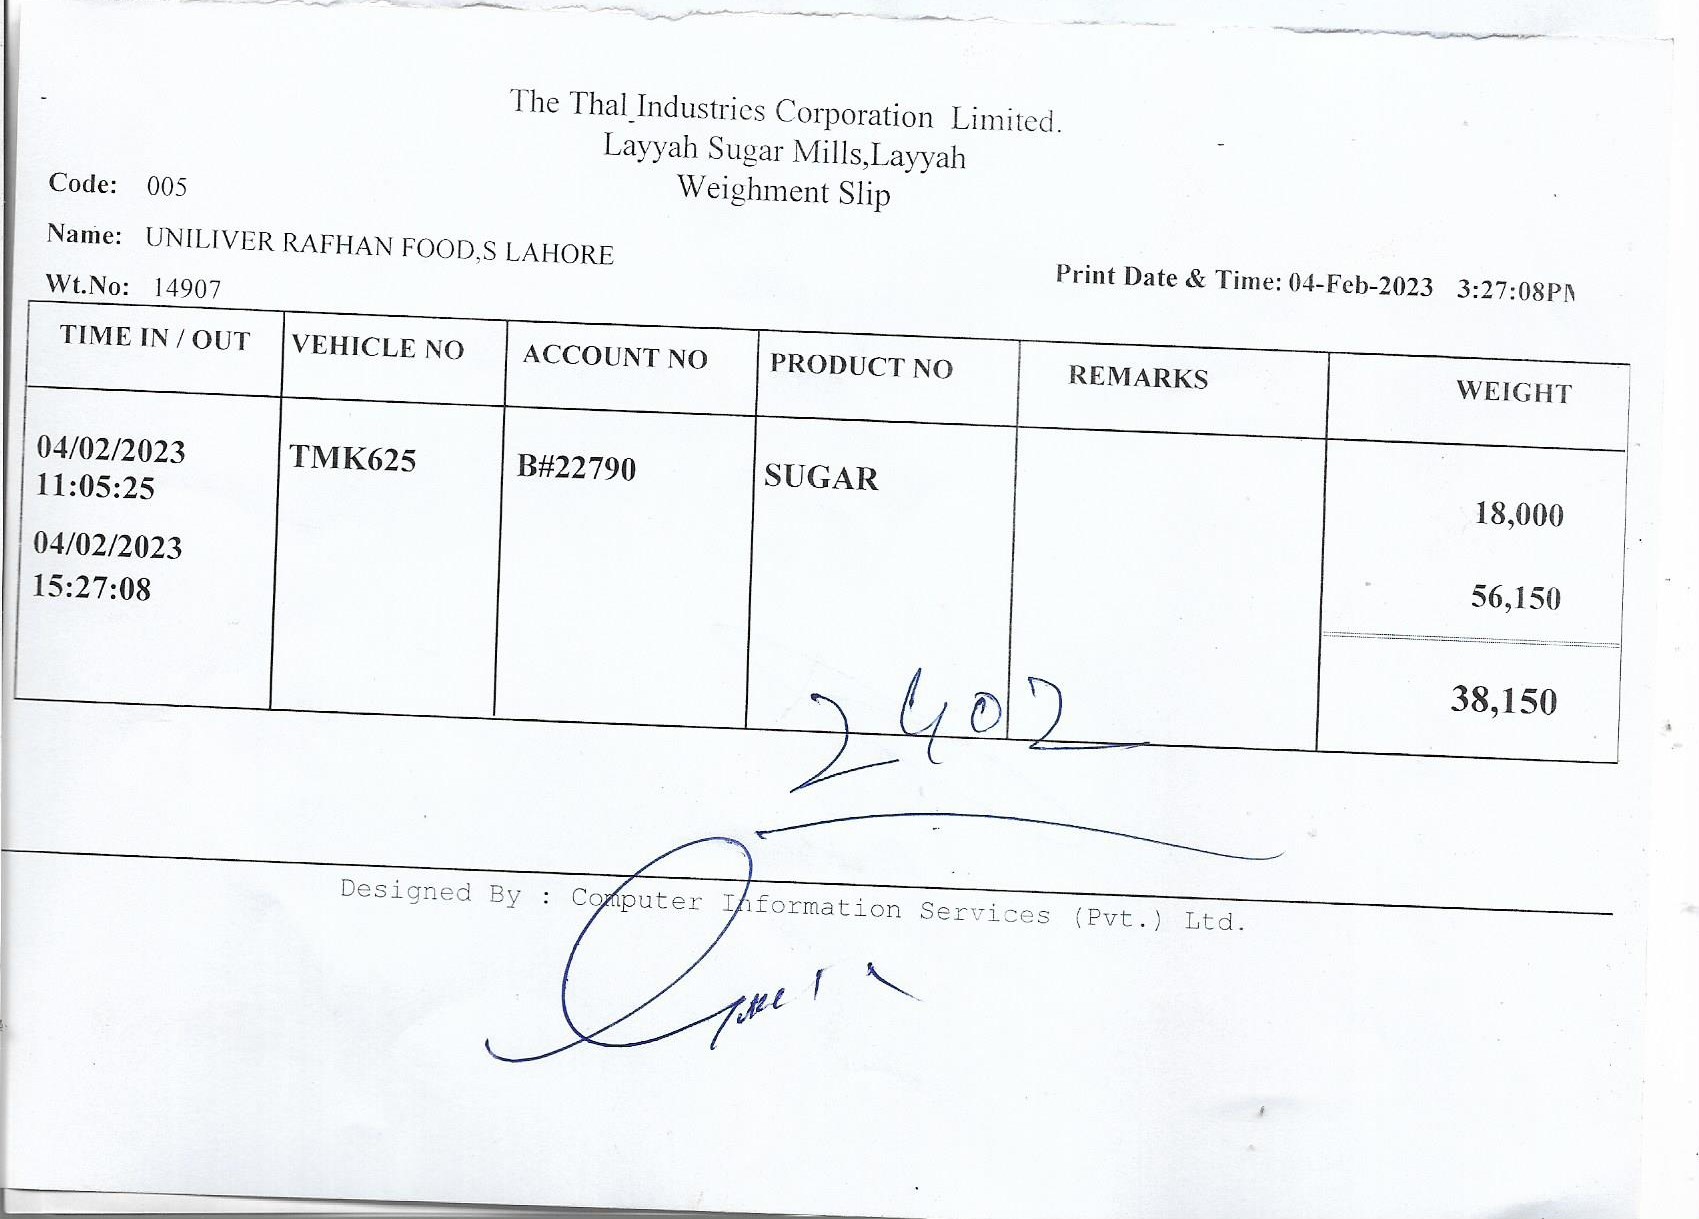 The Thal Industries Corporation Limited.
Layyah Sugar Mills,Layyah
Weighment Slip
Code: 005
Name: UNILIVER RAFHAN FOOD,S LAHORE
Wt.No: 14907
Print Date & Time: 04-Feb-2023 3:27:08PM
TIME IN / OUT VEHICLE NO ACCOUNT NO PRODUCT NO REMARKS WEIGHT
04/02/2023 TMK625 B#22790 SUGAR
11:05:25 18,000
04/02/2023
15:27:08 56,150
38,150
2402
Designed By : Computer Information Services (Pvt.) Ltd.